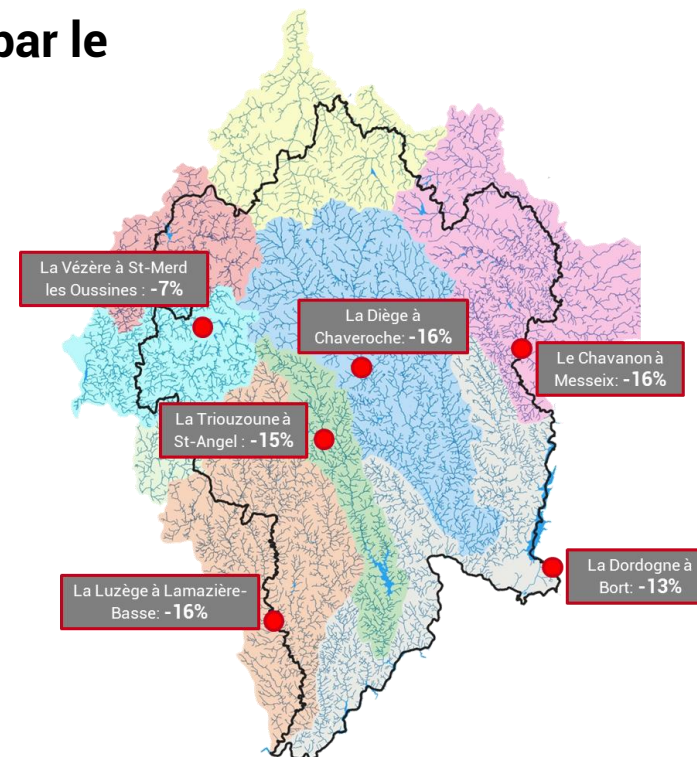 par le
La Vézère à St-Merd
les Oussines : -7%
La Diège à
Chaveroche: -16%
Le Chavanon à
Messeix: -16%
La Triouzoune à
St-Angel : -15%
La Dordogne à
Bort: -13%
La Luzège à Lamazière-
Basse: -16%